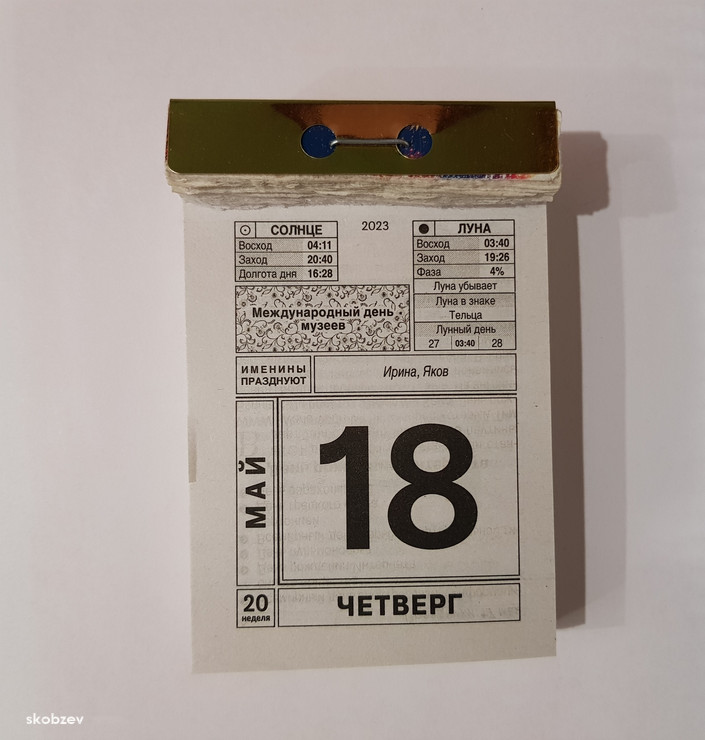 СОЛНЦЕ
Восход 04:11
Заход 20:40
Долгота дня 16:28
2023
ЛУНА
Восход 03:40
Заход 19:26
Фаза 4%
Луна убывает
Луна в знаке
Тельца
Лунный день
27 03:40 28
Международный день
музеев
ИМЕНИНЫ
ПРАЗДНУЮТ
Ирина, Яков
МАЙ
18
20
неделя
ЧЕТВЕРГ
skobzev